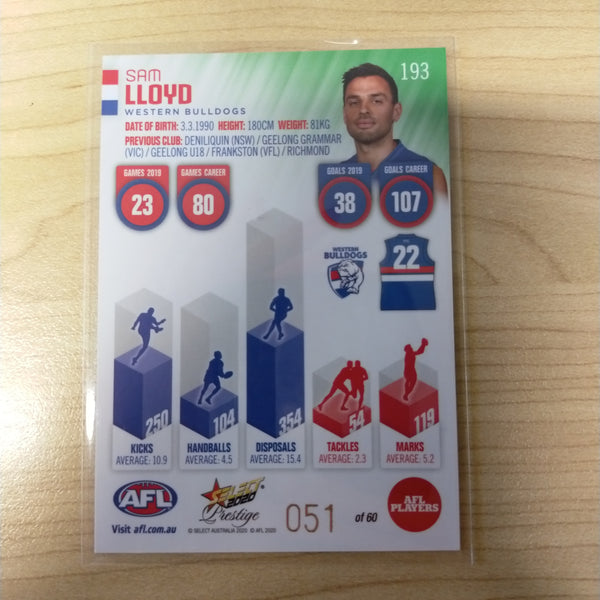 193
SAM
LLOYD
WESTERN BULLDOGS
DATE OF BIRTH: 3.3.1990 HEIGHT: 180CM WEIGHT: 81KG
PREVIOUS CLUB: DENILIQUIN (NSW) / GEELONG GRAMMAR
(VIC) / GEELONG U18 / FRANKSTON (VFL) / RICHMOND
GAMES 2019
23
GAMES CAREER
80
GOALS 2019
38
GOALS CAREER
107
WESTERN
BULLDOGS
22
250
104
354
54
119
KICKS
AVERAGE: 10.9
HANDBALLS
AVERAGE: 4.5
DISPOSALS
AVERAGE: 15.4
TACKLES
AVERAGE: 2.3
MARKS
AVERAGE: 5.2
AFL
Visit afl.com.au
SELECT
2020
Prestige
© SELECT AUSTRALIA 2020 © AFL 2020
051 of 60
AFL
PLAYERS